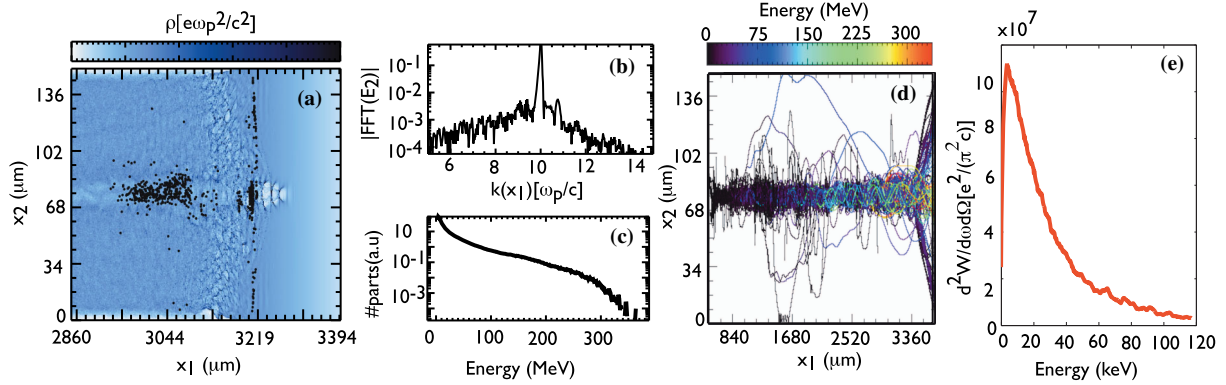 ρ[eωp²/c²]
(a)
136
102
68
34
0
x2 (μm)
2860 3044 3219 3394
x1 (μm)
(b)
10-1
10-2
10-3
10-4
|FFT(E2)|
6 8 10 12 14
k(x1)[ωp/c]
(c)
10
10-1
10-3
#parts(a.u)
0 100 200 300
Energy (MeV)
Energy (MeV)
0 75 150 225 300
(d)
136
102
68
34
0
x2 (μm)
840 1680 2520 3360
x1 (μm)
×10⁷
(e)
10
8
6
4
2
0
d²W/dωdΩ[e²/(π²c)]
0 20 40 60 80 100 120
Energy (keV)